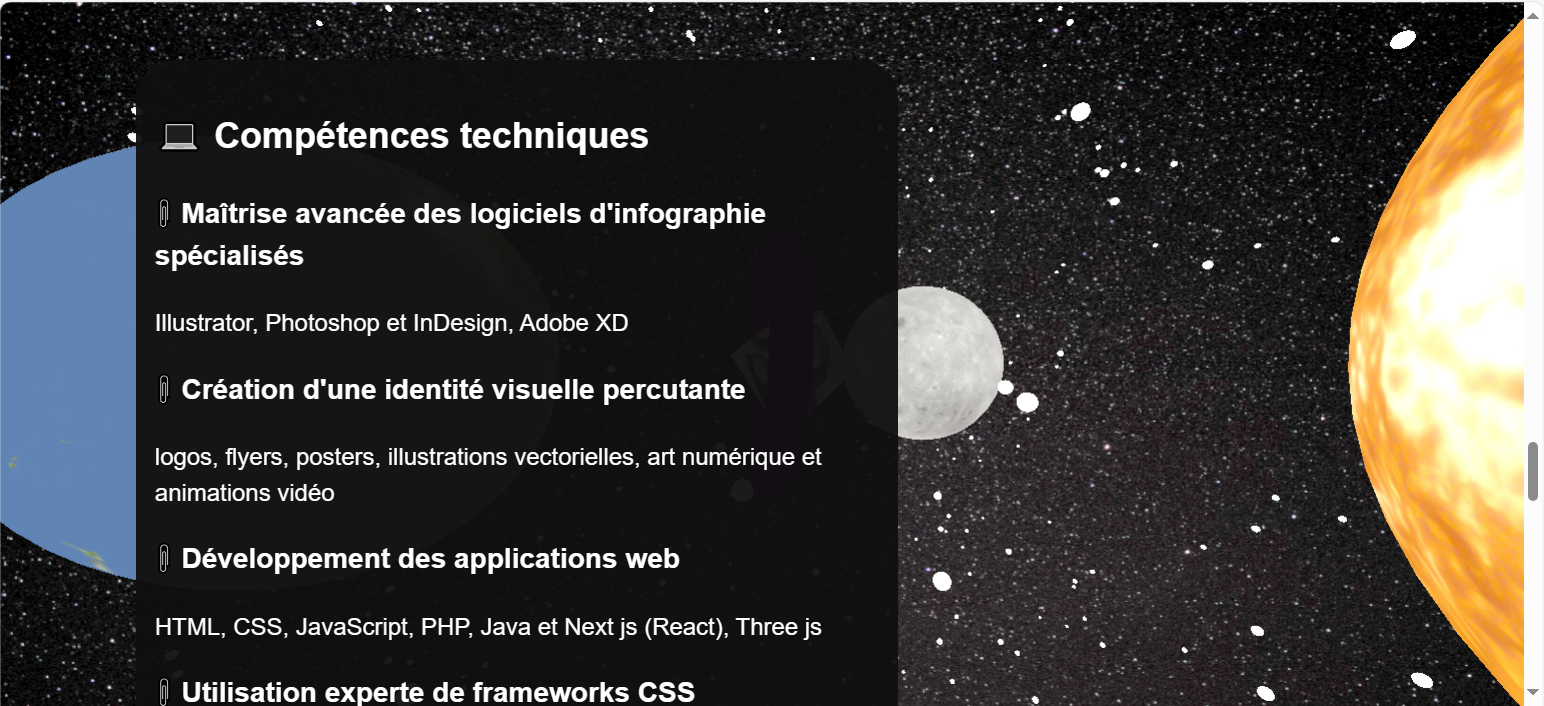 💻 Compétences techniques
📎 Maîtrise avancée des logiciels d'infographie
spécialisés
Illustrator, Photoshop et InDesign, Adobe XD
📎 Création d'une identité visuelle percutante
logos, flyers, posters, illustrations vectorielles, art numérique et
animations vidéo
📎 Développement des applications web
HTML, CSS, JavaScript, PHP, Java et Next js (React), Three js
📎 Utilisation experte de frameworks CSS